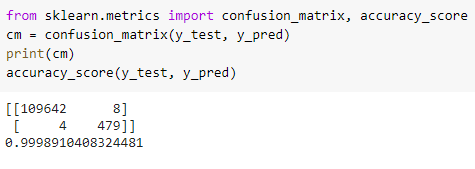 from sklearn.metrics import confusion_matrix, accuracy_score
cm = confusion_matrix(y_test, y_pred)
print(cm)
accuracy_score(y_test, y_pred)
[[109642      8]
 [     4    479]]
0.9998910408324481